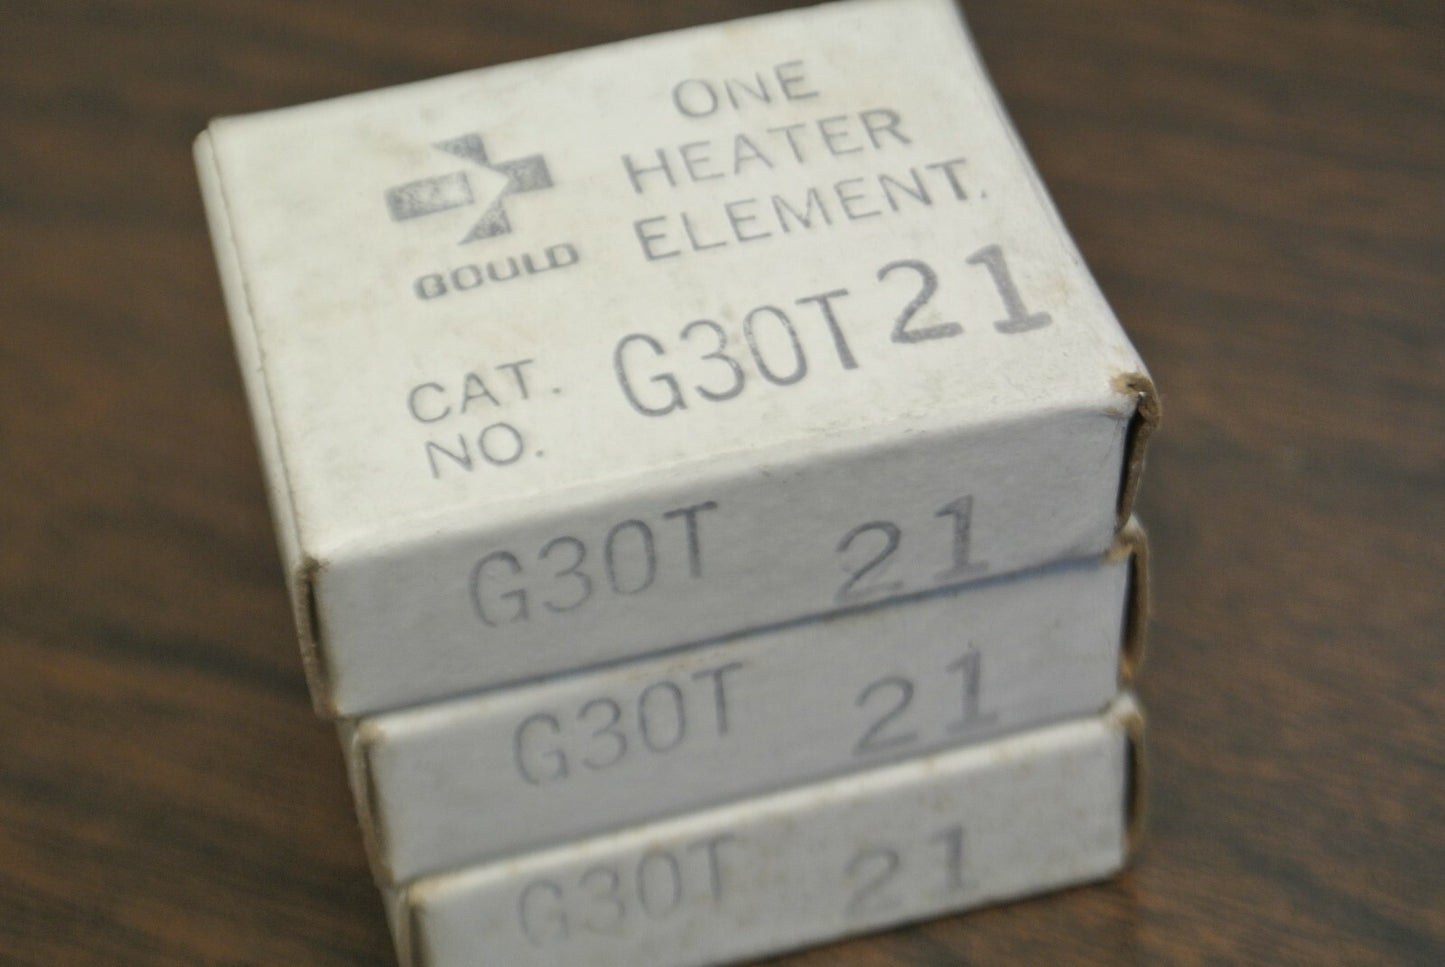 ONE
HEATER
ELEMENT.
GOULD
CAT.
NO.
G30T 21
G30T 21
G30T 21
G30T 21